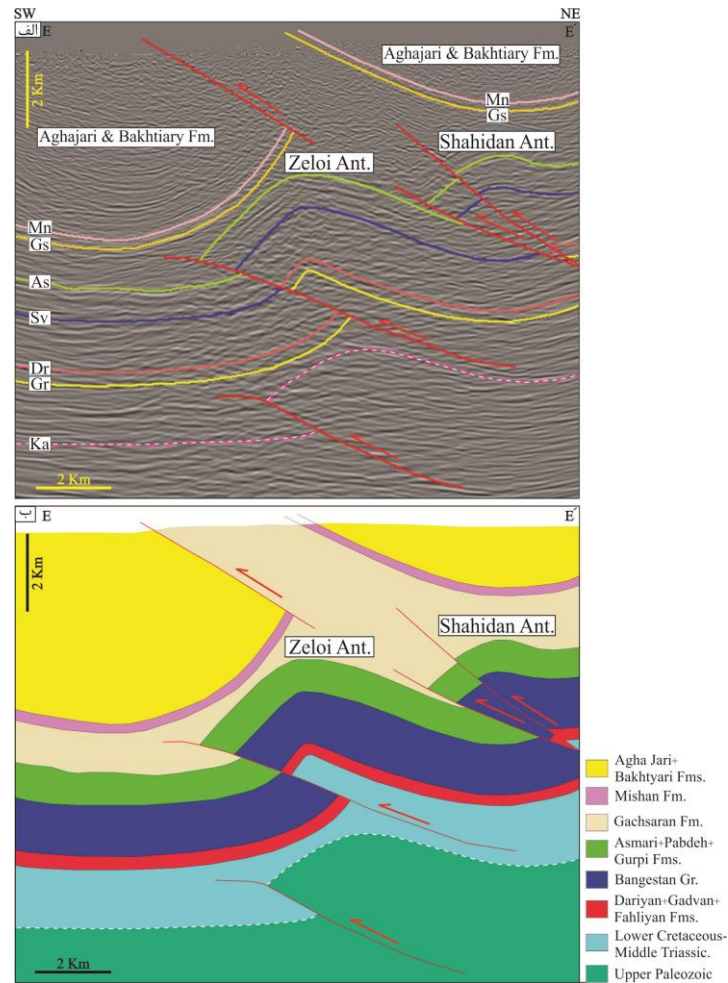 SW
NE
الف
E
E'
2 Km
Aghajari & Bakhtiary Fm.
Mn
Gs
Aghajari & Bakhtiary Fm.
Shahidan Ant.
Zeloi Ant.
Mn
Gs
As
Sv
Dr
Gr
Ka
2 Km
ب
E
E'
2 Km
Shahidan Ant.
Zeloi Ant.
2 Km
Agha Jari+
Bakhtyari Fms.
Mishan Fm.
Gachsaran Fm.
Asmari+Pabdeh+
Gurpi Fms.
Bangestan Gr.
Dariyan+Gadvan+
Fahliyan Fms.
Lower Cretaceous-
Middle Triassic.
Upper Paleozoic